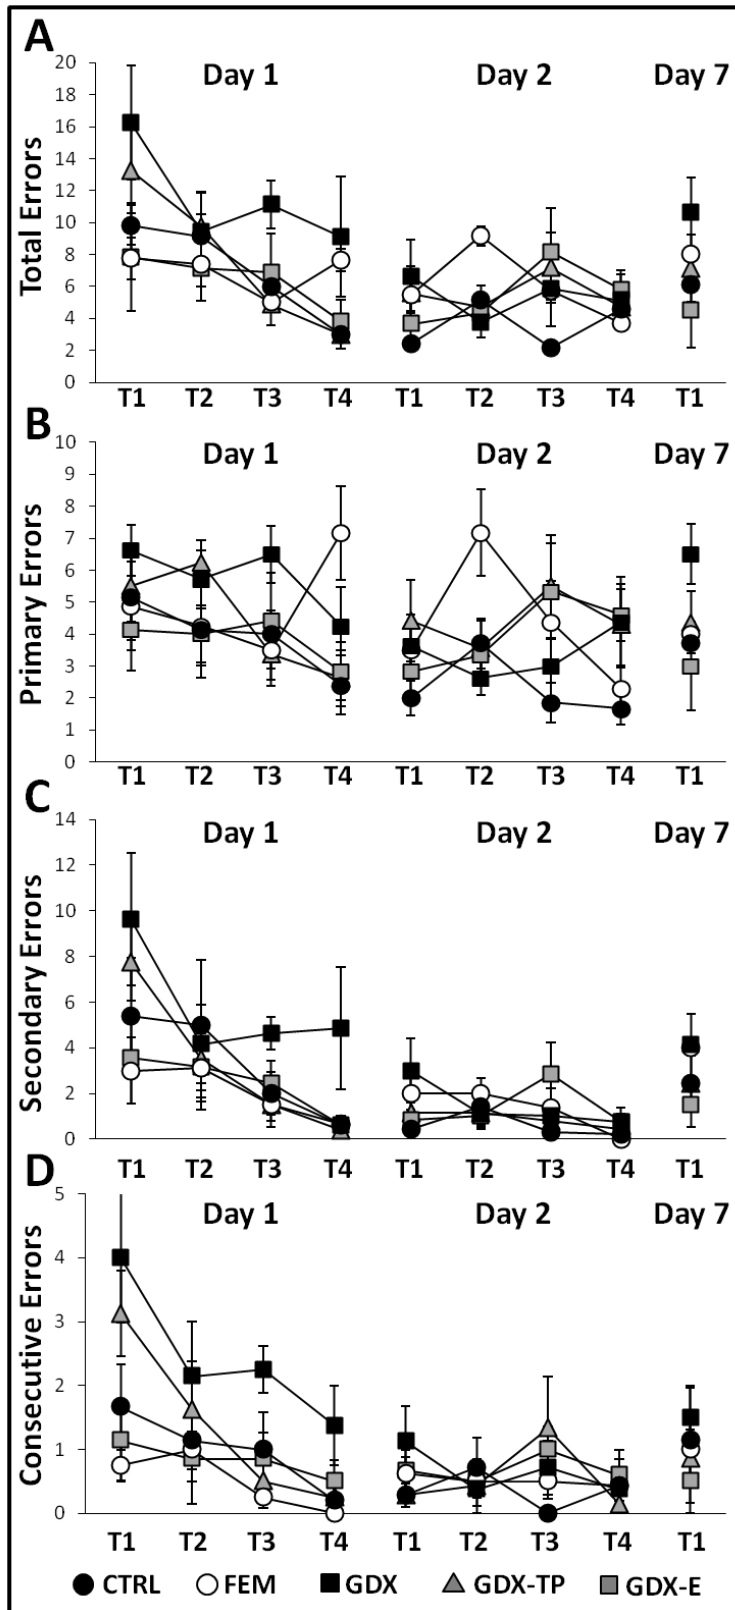 A
Total Errors
Day 1 Day 2 Day 7
20
18
16
14
12
10
8
6
4
2
0
T1 T2 T3 T4 T1 T2 T3 T4 T1
B
Primary Errors
Day 1 Day 2 Day 7
10
9
8
7
6
5
4
3
2
1
0
T1 T2 T3 T4 T1 T2 T3 T4 T1
C
Secondary Errors
Day 1 Day 2 Day 7
14
12
10
8
6
4
2
0
T1 T2 T3 T4 T1 T2 T3 T4 T1
D
Consecutive Errors
Day 1 Day 2 Day 7
5
4
3
2
1
0
T1 T2 T3 T4 T1 T2 T3 T4 T1
CTRL FEM GDX GDX-TP GDX-E